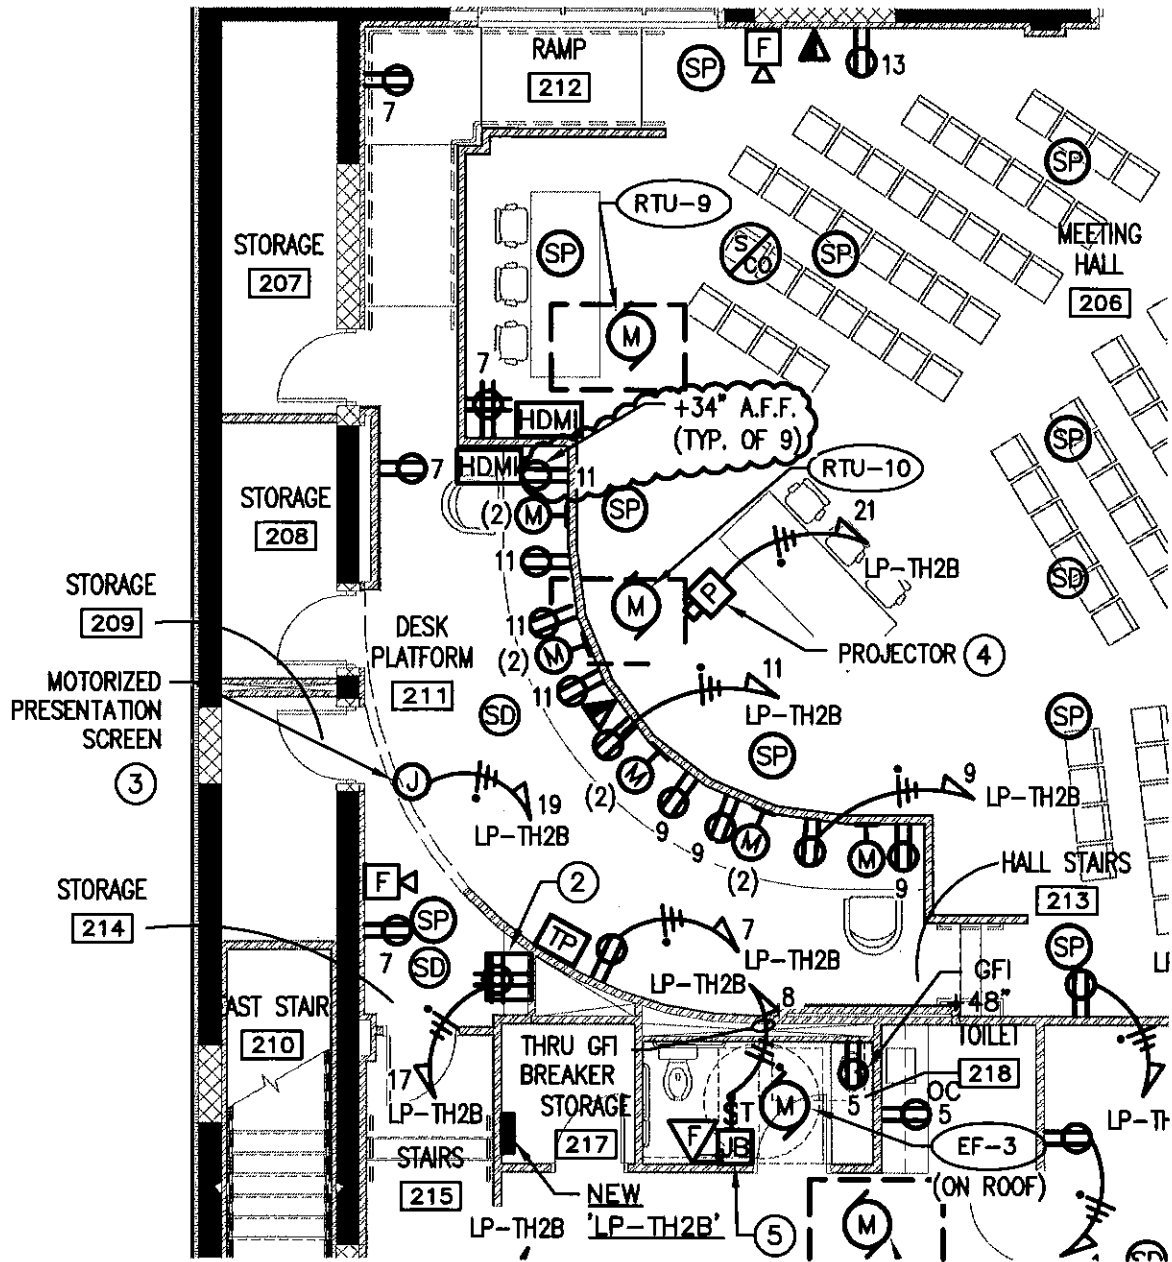 RAMP
212
F
SP
13
7
SP
STORAGE
207
RTU-9
SP
S
CO
SP
MEETING
HALL
206
M
7
HDMI
+34" A.F.F.
(TYP. OF 9)
SP
7
HDMI
11
RTU-10
STORAGE
208
(2)
M
SP
21
LP-TH2B
11
SD
STORAGE
209
M
P
11
DESK
PLATFORM
211
(2)
M
PROJECTOR
4
MOTORIZED
PRESENTATION
SCREEN
3
11
11
LP-TH2B
SD
SP
SP
J
M
(2)
9
LP-TH2B
19
LP-TH2B
9
9
M
(2)
M
9
HALL STAIRS
213
STORAGE
214
F
2
7
SP
SD
TP
7
LP-TH2B
SP
LP-TH2B
8
GFI
+48"
AST STAIR
210
TOILET
218
THRU GFI
BREAKER
STORAGE
217
17
LP-TH2B
ST
M
5
OC
5
LP-TH
F
JB
STAIRS
215
EF-3
(ON ROOF)
NEW
'LP-TH2B'
LP-TH2B
5
M